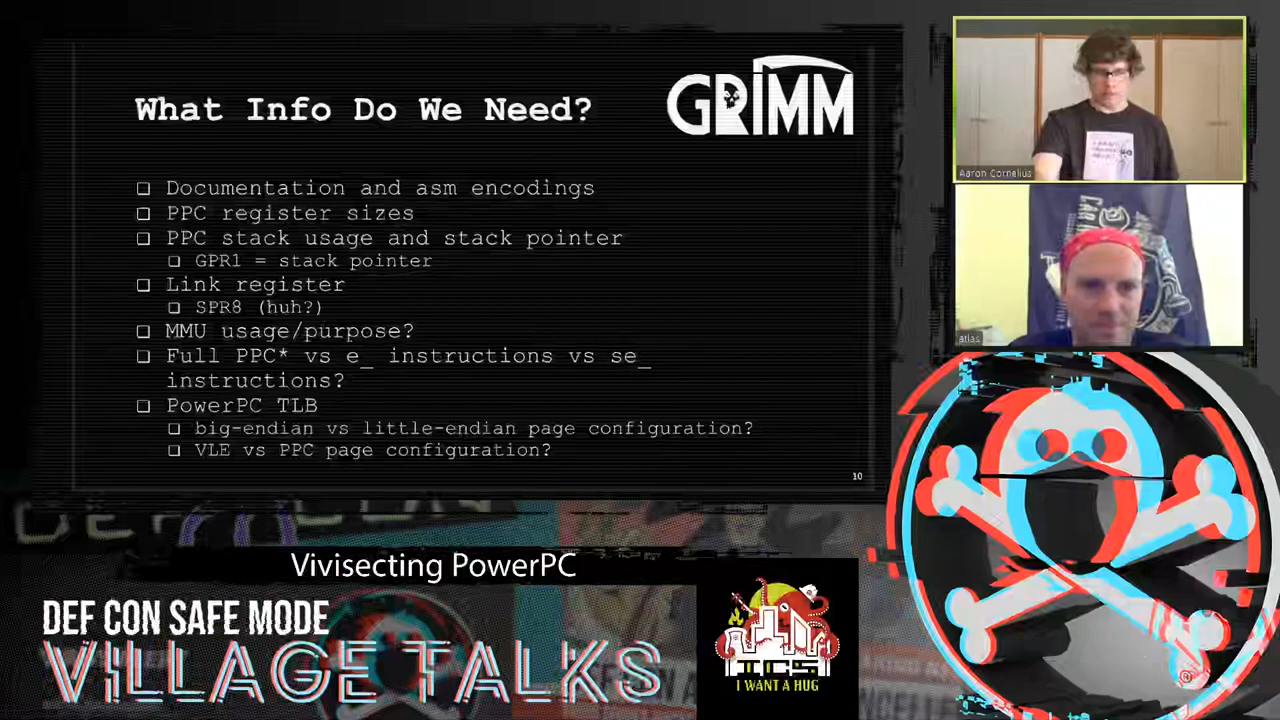 What Info Do We Need?
GRIMM
❑ Documentation and asm encodings
❑ PPC register sizes
❑ PPC stack usage and stack pointer
❑ GPR1 = stack pointer
❑ Link register
❑ SPR8 (huh?)
❑ MMU usage/purpose?
❑ Full PPC* vs e_ instructions vs se_
instructions?
❑ PowerPC TLB
❑ big-endian vs little-endian page configuration?
❑ VLE vs PPC page configuration?
10
Aaron Cornelius
atlas
Vivisecting PowerPC
DEF CON SAFE MODE
VILLAGE TALKS
ICS
I WANT A HUG
®